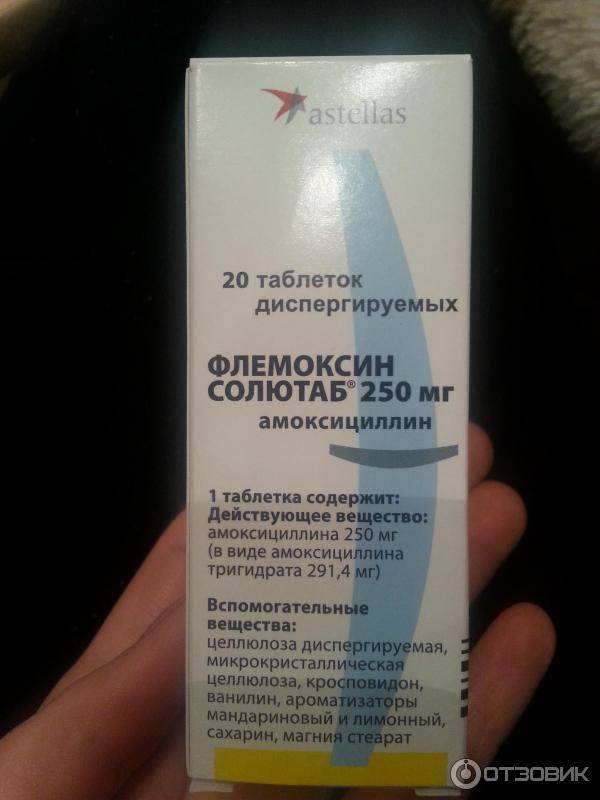 astellas
20 таблеток
диспергируемых
ФЛЕМОКСИН
СОЛЮТАБ® 250 мг
амоксициллин
1 таблетка содержит:
Действующее вещество:
амоксициллина 250 мг
(в виде амоксициллина
тригидрата 291,4 мг)
Вспомогательные
вещества:
целлюлоза диспергируемая,
микрокристаллическая
целлюлоза, кросповидон,
ванилин, ароматизаторы
мандариновый и лимонный,
сахарин, магния стеарат
ОТЗОВИК